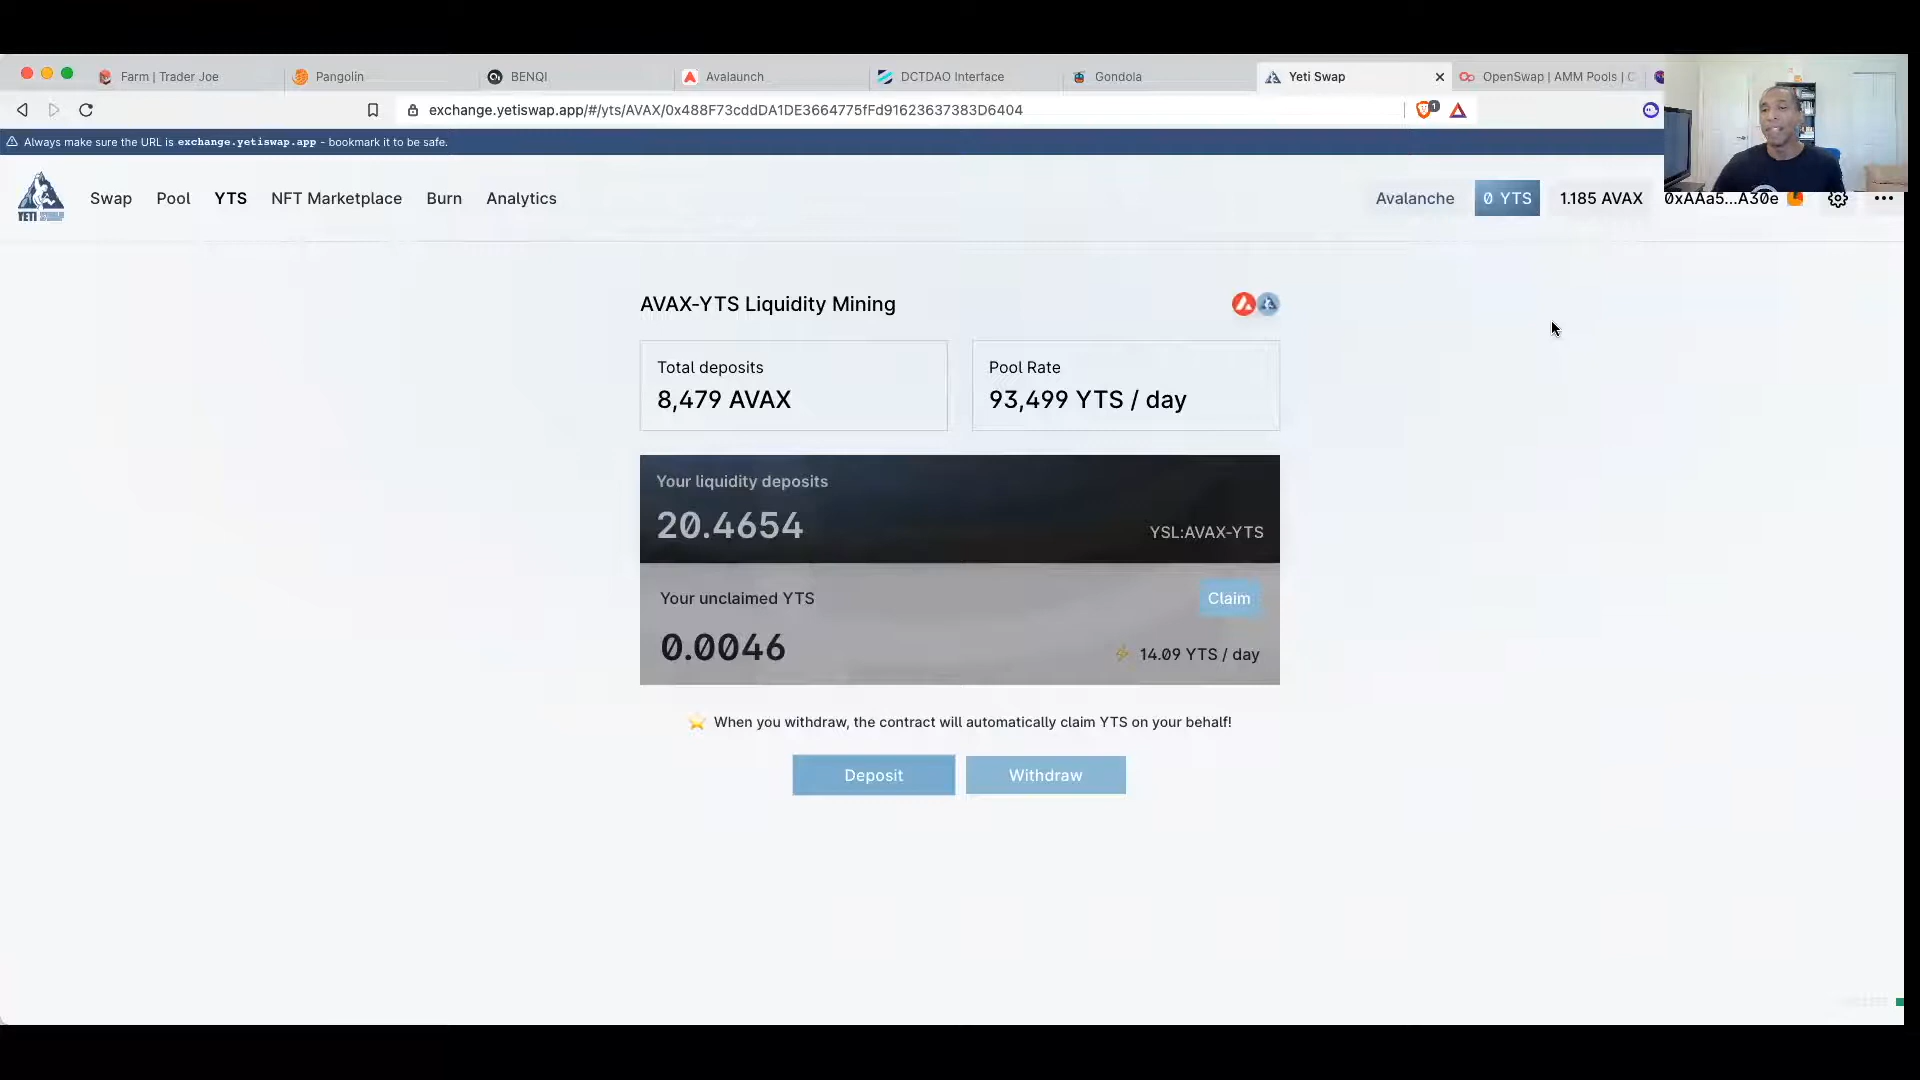 Farm | Trader Joe
Pangolin
BENQI
Avalaunch
DCTDAO Interface
Gondola
Yeti Swap
OpenSwap | AMM Pools | C
exchange.yetiswap.app/#/yts/AVAX/0x488F73cddDA1DE3664775fFd91623637383D6404
1
Always make sure the URL is exchange.yetiswap.app - bookmark it to be safe.
YETI
Swap
Pool
YTS
NFT Marketplace
Burn
Analytics
Avalanche
0 YTS
1.185 AVAX
0xAAa5...A30e
AVAX-YTS Liquidity Mining
Total deposits
8,479 AVAX
Pool Rate
93,499 YTS / day
Your liquidity deposits
20.4654
YSL:AVAX-YTS
Your unclaimed YTS
Claim
0.0046
14.09 YTS / day
When you withdraw, the contract will automatically claim YTS on your behalf!
Deposit
Withdraw